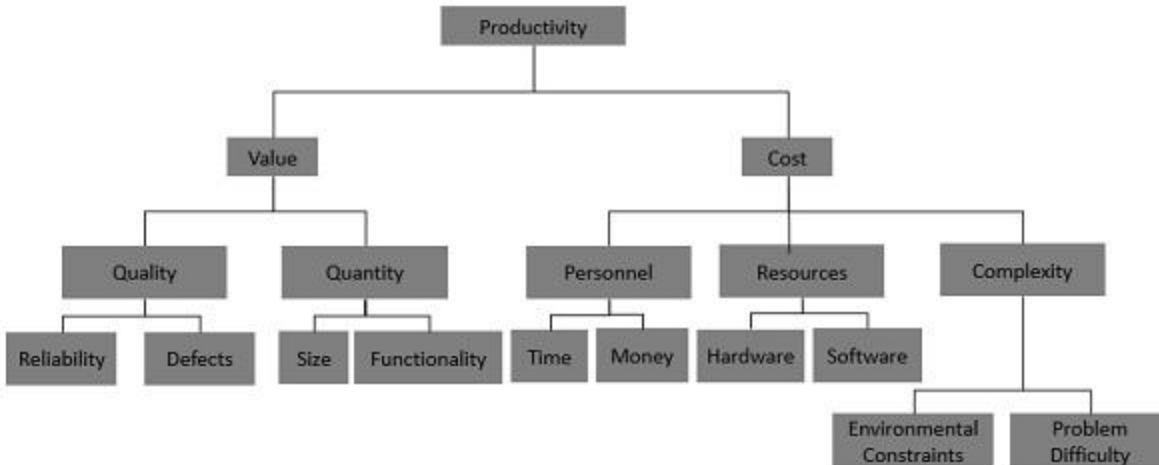 Productivity
Value
Cost
Quality
Quantity
Personnel
Resources
Complexity
Reliability
Defects
Size
Functionality
Time
Money
Hardware
Software
Environmental
Constraints
Problem
Difficulty